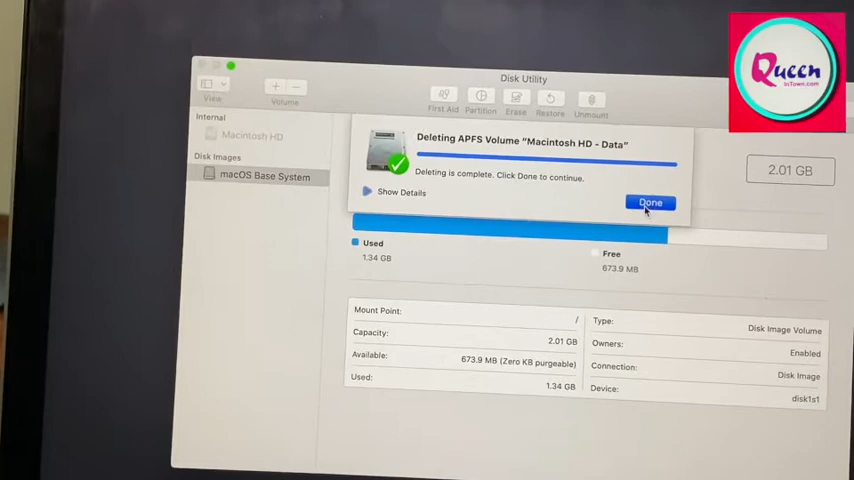 Queen
InTown.com
Disk Utility
View
Volume
First Aid
Partition
Erase
Restore
Unmount
Internal
Macintosh HD
Disk Images
macOS Base System
Deleting APFS Volume “Macintosh HD - Data”
Deleting is complete. Click Done to continue.
Show Details
Done
2.01 GB
Used
1.34 GB
Free
673.9 MB
Mount Point: /
Capacity: 2.01 GB
Available: 673.9 MB (Zero KB purgeable)
Used: 1.34 GB
Type: Disk Image Volume
Owners: Enabled
Connection: Disk Image
Device: disk1s1